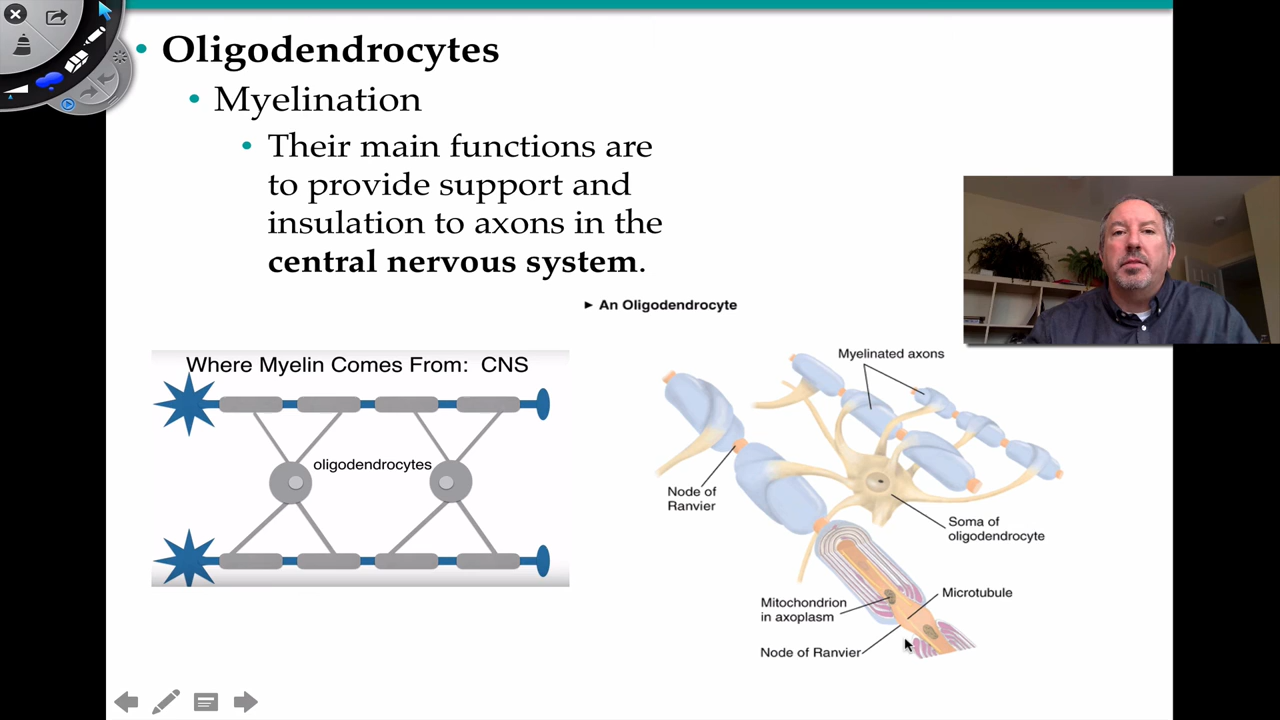 Oligodendrocytes
Myelination
Their main functions are
to provide support and
insulation to axons in the
central nervous system.
► An Oligodendrocyte
Where Myelin Comes From: CNS
oligodendrocytes
Myelinated axons
Node of
Ranvier
Soma of
oligodendrocyte
Mitochondrion
in axoplasm
Microtubule
Node of Ranvier